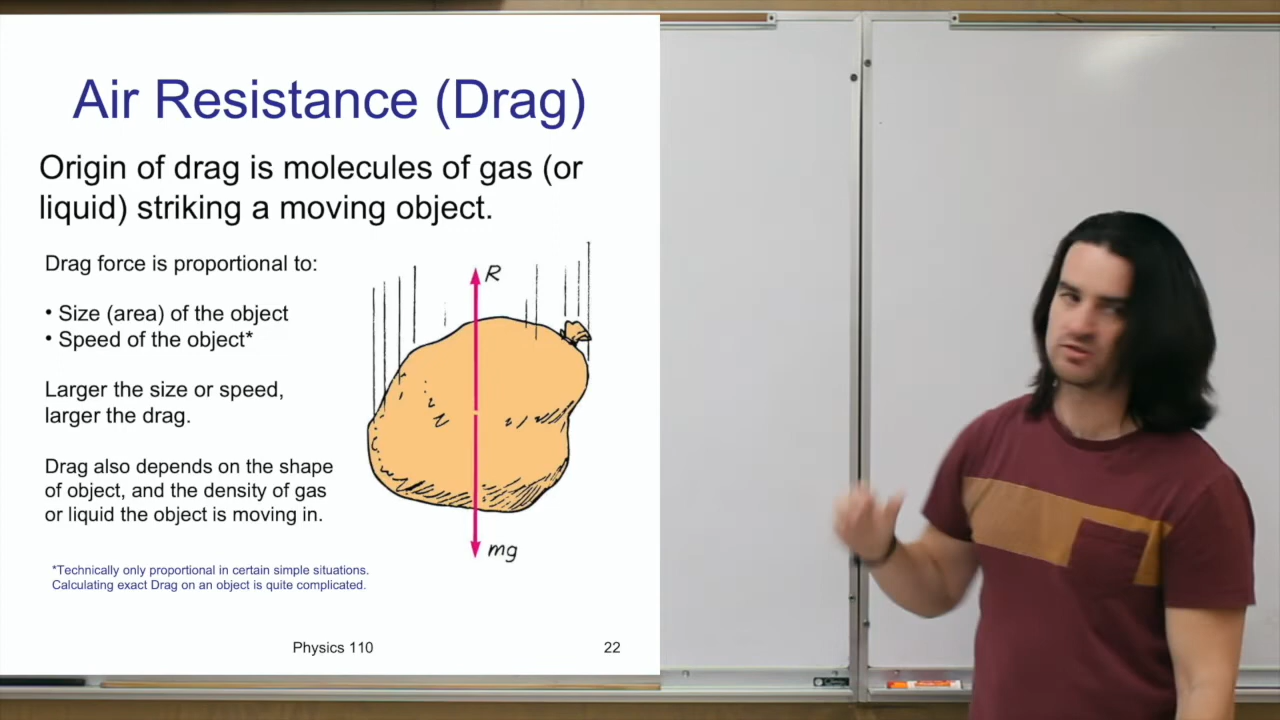 Air Resistance (Drag)
Origin of drag is molecules of gas (or
liquid) striking a moving object.
Drag force is proportional to:
• Size (area) of the object
• Speed of the object*
Larger the size or speed,
larger the drag.
Drag also depends on the shape
of object, and the density of gas
or liquid the object is moving in.
R
mg
*Technically only proportional in certain simple situations.
Calculating exact Drag on an object is quite complicated.
Physics 110
22